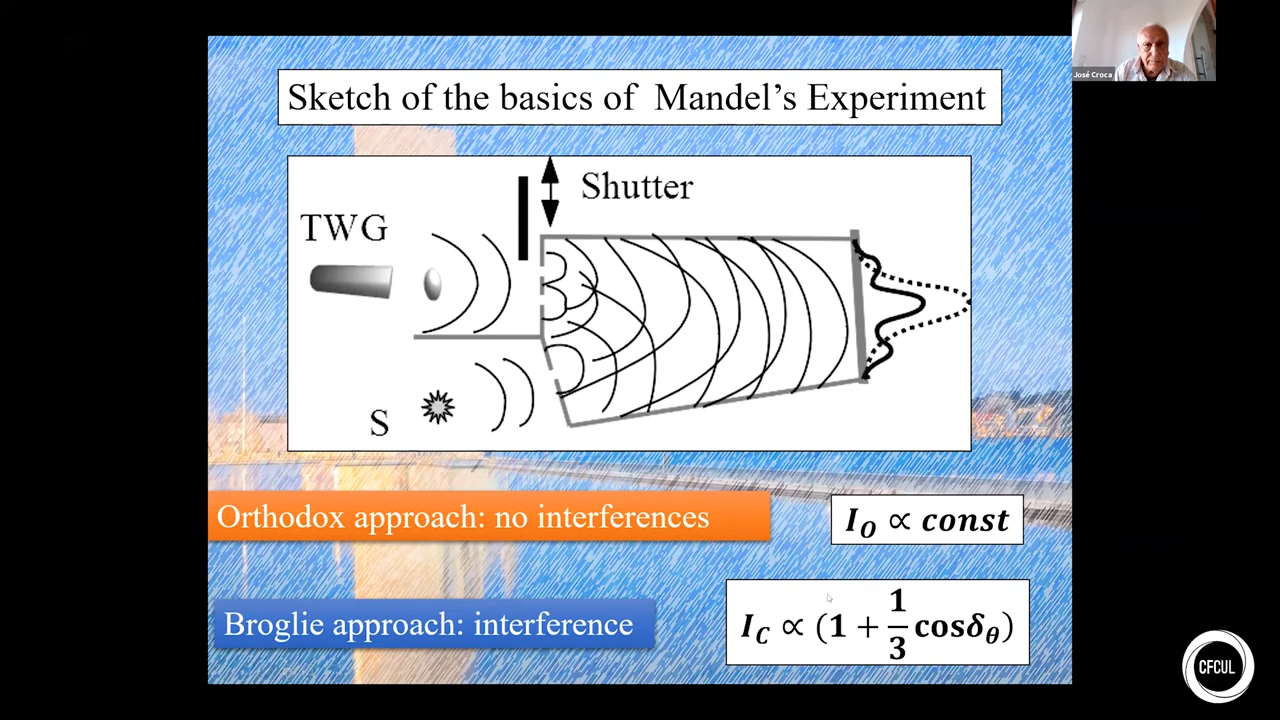 José Croca
Sketch of the basics of Mandel's Experiment
Shutter
TWG
S
Orthodox approach: no interferences
I_O ∝ const
Broglie approach: interference
I_C ∝ (1 + 1/3 cosδ_θ)
CFCUL